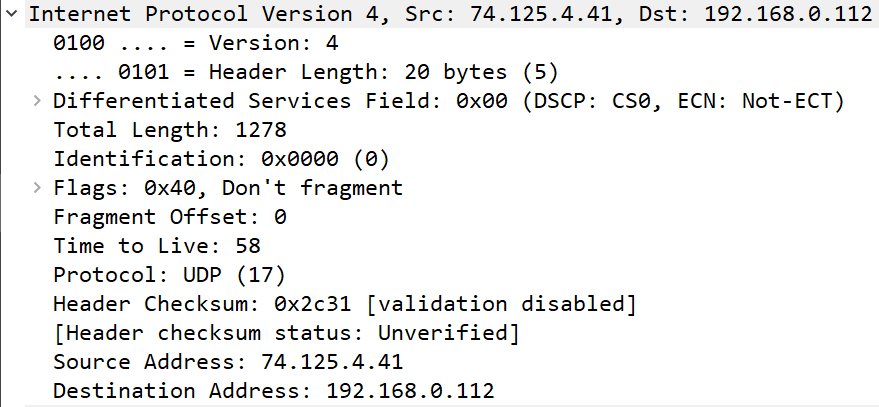 Internet Protocol Version 4, Src: 74.125.4.41, Dst: 192.168.0.112
0100 .... = Version: 4
.... 0101 = Header Length: 20 bytes (5)
Differentiated Services Field: 0x00 (DSCP: CS0, ECN: Not-ECT)
Total Length: 1278
Identification: 0x0000 (0)
Flags: 0x40, Don't fragment
Fragment Offset: 0
Time to Live: 58
Protocol: UDP (17)
Header Checksum: 0x2c31 [validation disabled]
[Header checksum status: Unverified]
Source Address: 74.125.4.41
Destination Address: 192.168.0.112